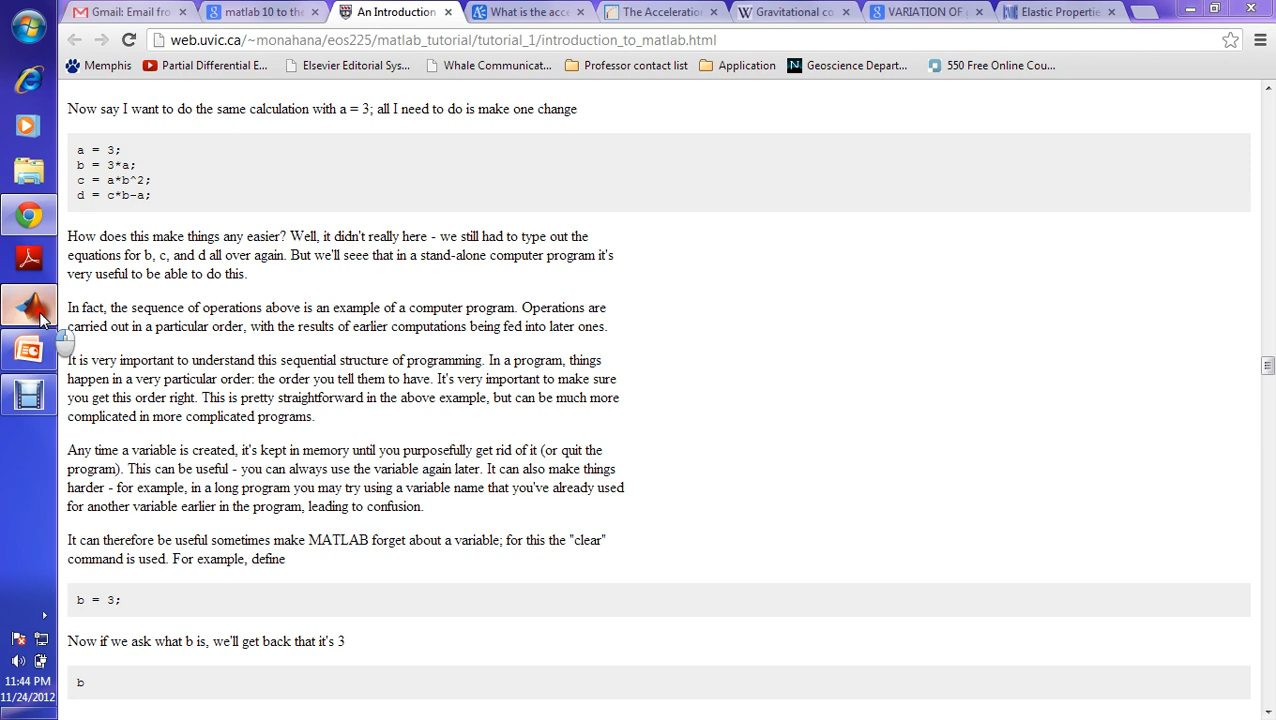 Gmail: Email fro
matlab 10 to the
An Introduction
What is the acce
The Acceleration
Gravitational co
VARIATION OF
Elastic Propertie
web.uvic.ca/~monahana/eos225/matlab_tutorial/tutorial_1/introduction_to_matlab.html
Memphis
Partial Differential E...
Elsevier Editorial Sys...
Whale Communicat...
Professor contact list
Application
Geoscience Depart...
550 Free Online Cou...
Now say I want to do the same calculation with a = 3; all I need to do is make one change
a = 3;
b = 3*a;
c = a*b^2;
d = c*b-a;
How does this make things any easier? Well, it didn't really here - we still had to type out the
equations for b, c, and d all over again. But we'll seee that in a stand-alone computer program it's
very useful to be able to do this.
In fact, the sequence of operations above is an example of a computer program. Operations are
carried out in a particular order, with the results of earlier computations being fed into later ones.
It is very important to understand this sequential structure of programming. In a program, things
happen in a very particular order: the order you tell them to have. It's very important to make sure
you get this order right. This is pretty straightforward in the above example, but can be much more
complicated in more complicated programs.
Any time a variable is created, it's kept in memory until you purposefully get rid of it (or quit the
program). This can be useful - you can always use the variable again later. It can also make things
harder - for example, in a long program you may try using a variable name that you've already used
for another variable earlier in the program, leading to confusion.
It can therefore be useful sometimes make MATLAB forget about a variable; for this the "clear"
command is used. For example, define
b = 3;
Now if we ask what b is, we'll get back that it's 3
b
11:44 PM
11/24/2012